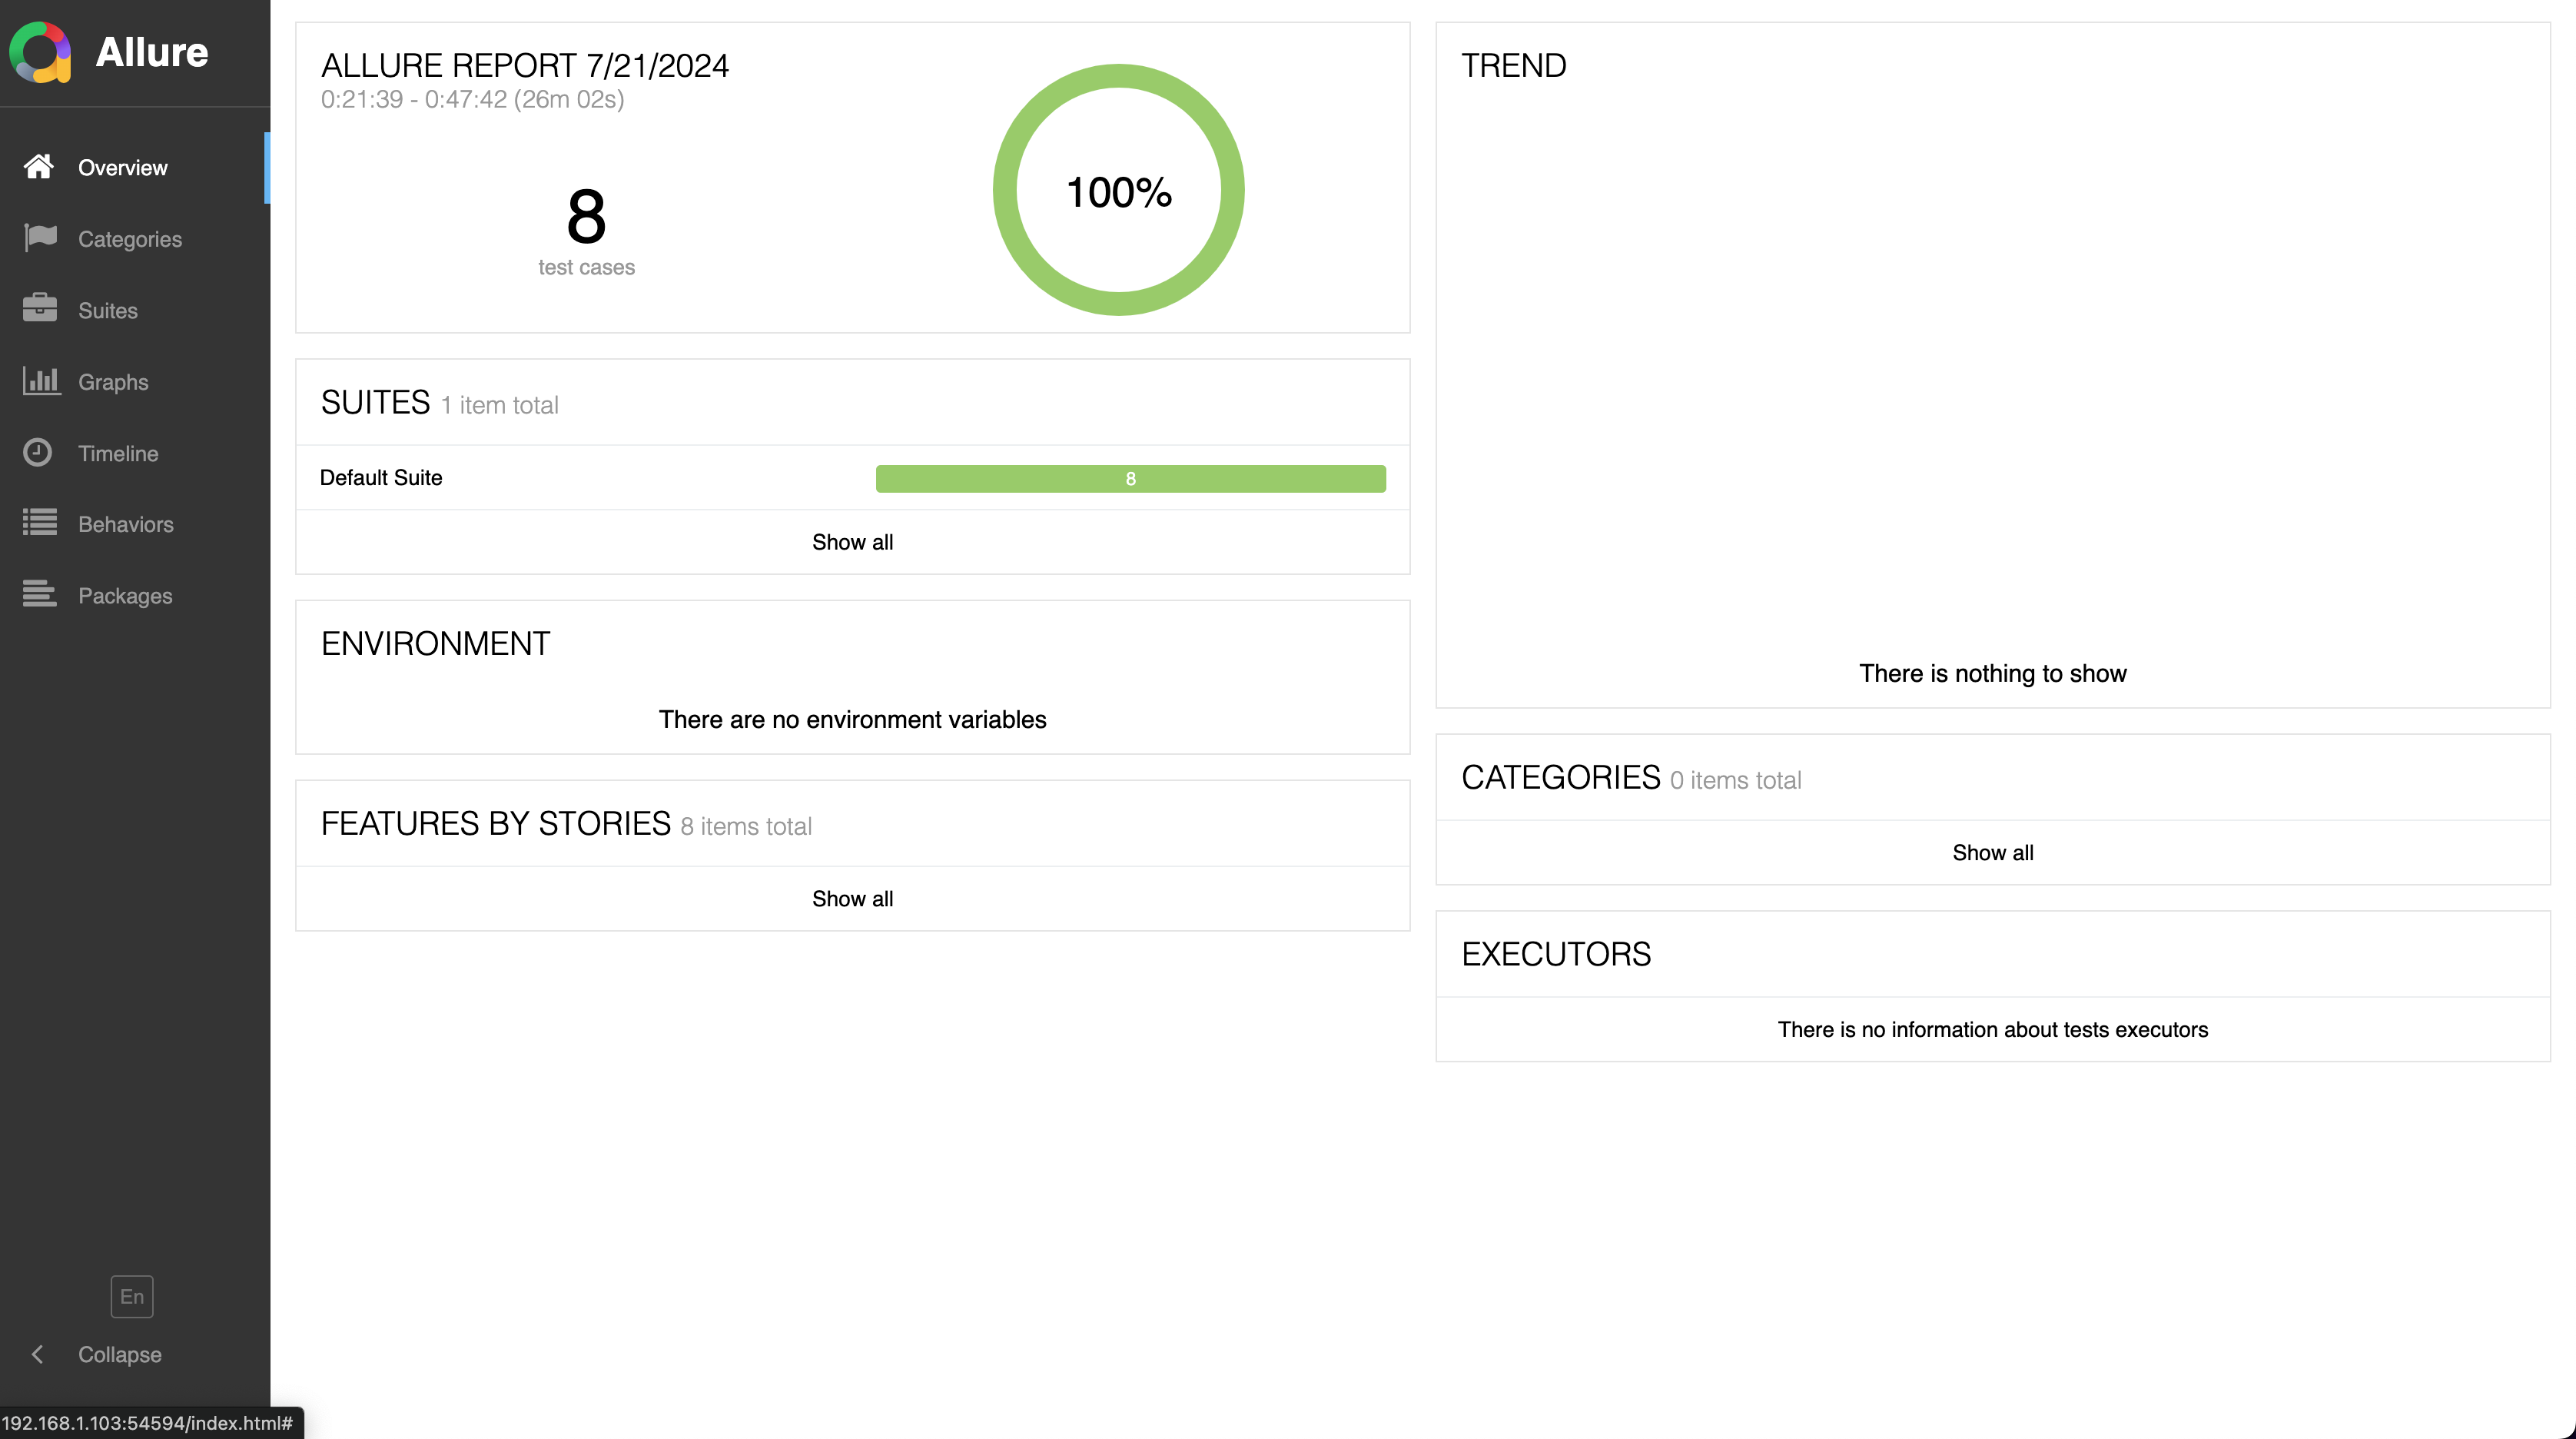 Allure
Overview
Categories
Suites
Graphs
Timeline
Behaviors
Packages
En
Collapse
192.168.1.103:54594/index.html#
ALLURE REPORT 7/21/2024
0:21:39 - 0:47:42 (26m 02s)
8
test cases
100%
SUITES 1 item total
Default Suite 8
Show all
ENVIRONMENT
There are no environment variables
FEATURES BY STORIES 8 items total
Show all
TREND
There is nothing to show
CATEGORIES 0 items total
Show all
EXECUTORS
There is no information about tests executors